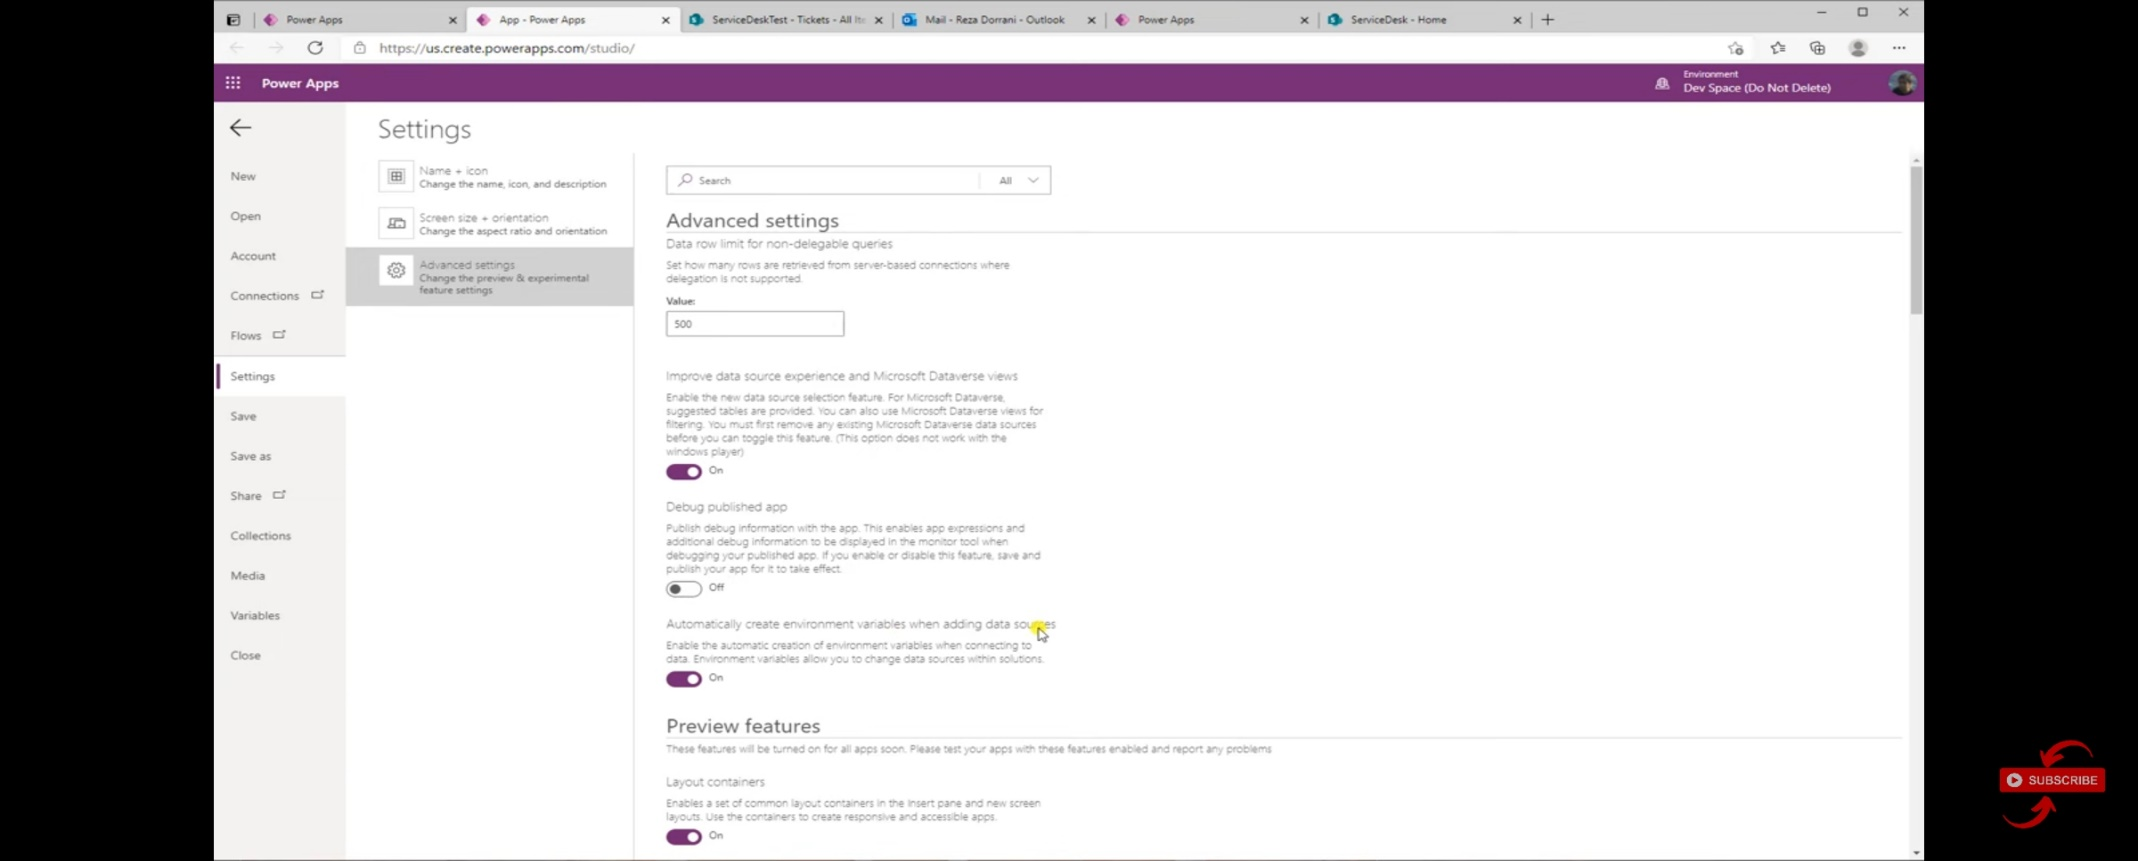 Power Apps
App - Power Apps
ServiceDeskTest - Tickets - All Ite
Mail - Reza Dorrani - Outlook
Power Apps
ServiceDesk - Home
https://us.create.powerapps.com/studio/
Power Apps
Environment
Dev Space (Do Not Delete)
New
Open
Account
Connections
Flows
Settings
Save
Save as
Share
Collections
Media
Variables
Close
Settings
Name + icon
Change the name, icon, and description
Screen size + orientation
Change the aspect ratio and orientation
Advanced settings
Change the preview & experimental
feature settings
Search
All
Advanced settings
Data row limit for non-delegable queries
Set how many rows are retrieved from server-based connections where
delegation is not supported.
Value:
500
Improve data source experience and Microsoft Dataverse views
Enable the new data source selection feature. For Microsoft Dataverse,
suggested tables are provided. You can also use Microsoft Dataverse views for
filtering. You must first remove any existing Microsoft Dataverse data sources
before you can toggle this feature. (This option does not work with the
windows player)
On
Debug published app
Publish debug information with the app. This enables app expressions and
additional debug information to be displayed in the monitor tool when
debugging your published app. If you enable or disable this feature, save and
publish your app for it to take effect.
Off
Automatically create environment variables when adding data sources
Enable the automatic creation of environment variables when connecting to
data. Environment variables allow you to change data sources within solutions.
On
Preview features
These features will be turned on for all apps soon. Please test your apps with these features enabled and report any problems
Layout containers
Enables a set of common layout containers in the Insert pane and new screen
layouts. Use the containers to create responsive and accessible apps.
On
SUBSCRIBE